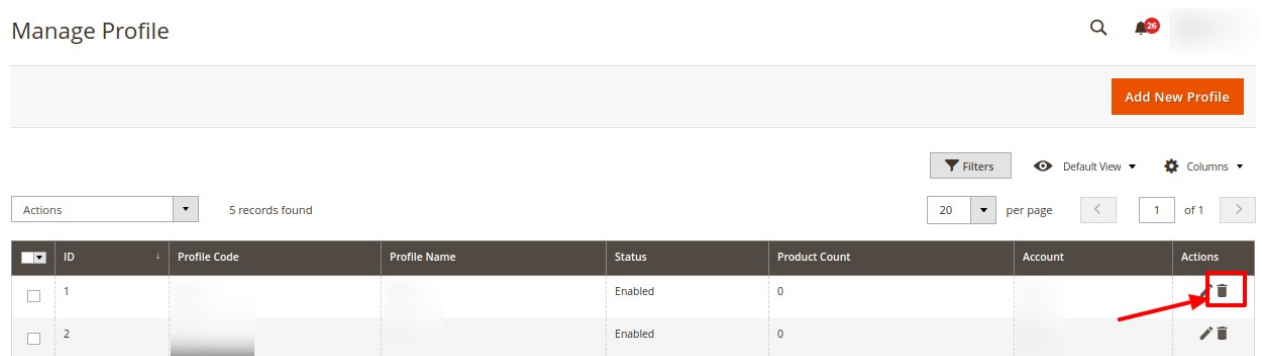 Manage Profile
26
Add New Profile
Filters
Default View
Columns
Actions
5 records found
20 per page
1 of 1
ID ↓ Profile Code Profile Name Status Product Count Account Actions
1 Enabled 0
2 Enabled 0